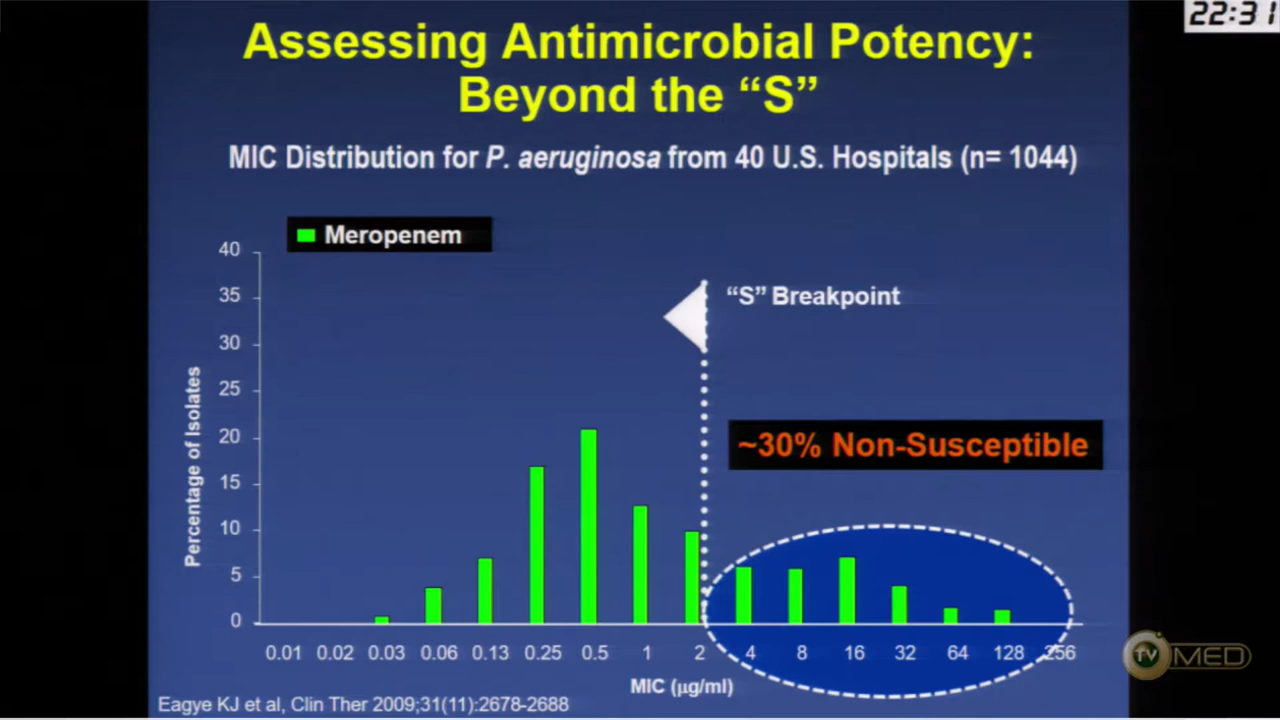 22:31
Assessing Antimicrobial Potency:
Beyond the “S”
MIC Distribution for P. aeruginosa from 40 U.S. Hospitals (n= 1044)
Meropenem
40
35
30
25
20
15
10
5
0
Percentage of Isolates
“S” Breakpoint
~30% Non-Susceptible
0.01 0.02 0.03 0.06 0.13 0.25 0.5 1 2 4 8 16 32 64 128 256
MIC (μg/ml)
Eagye KJ et al, Clin Ther 2009;31(11):2678-2688
TV MED